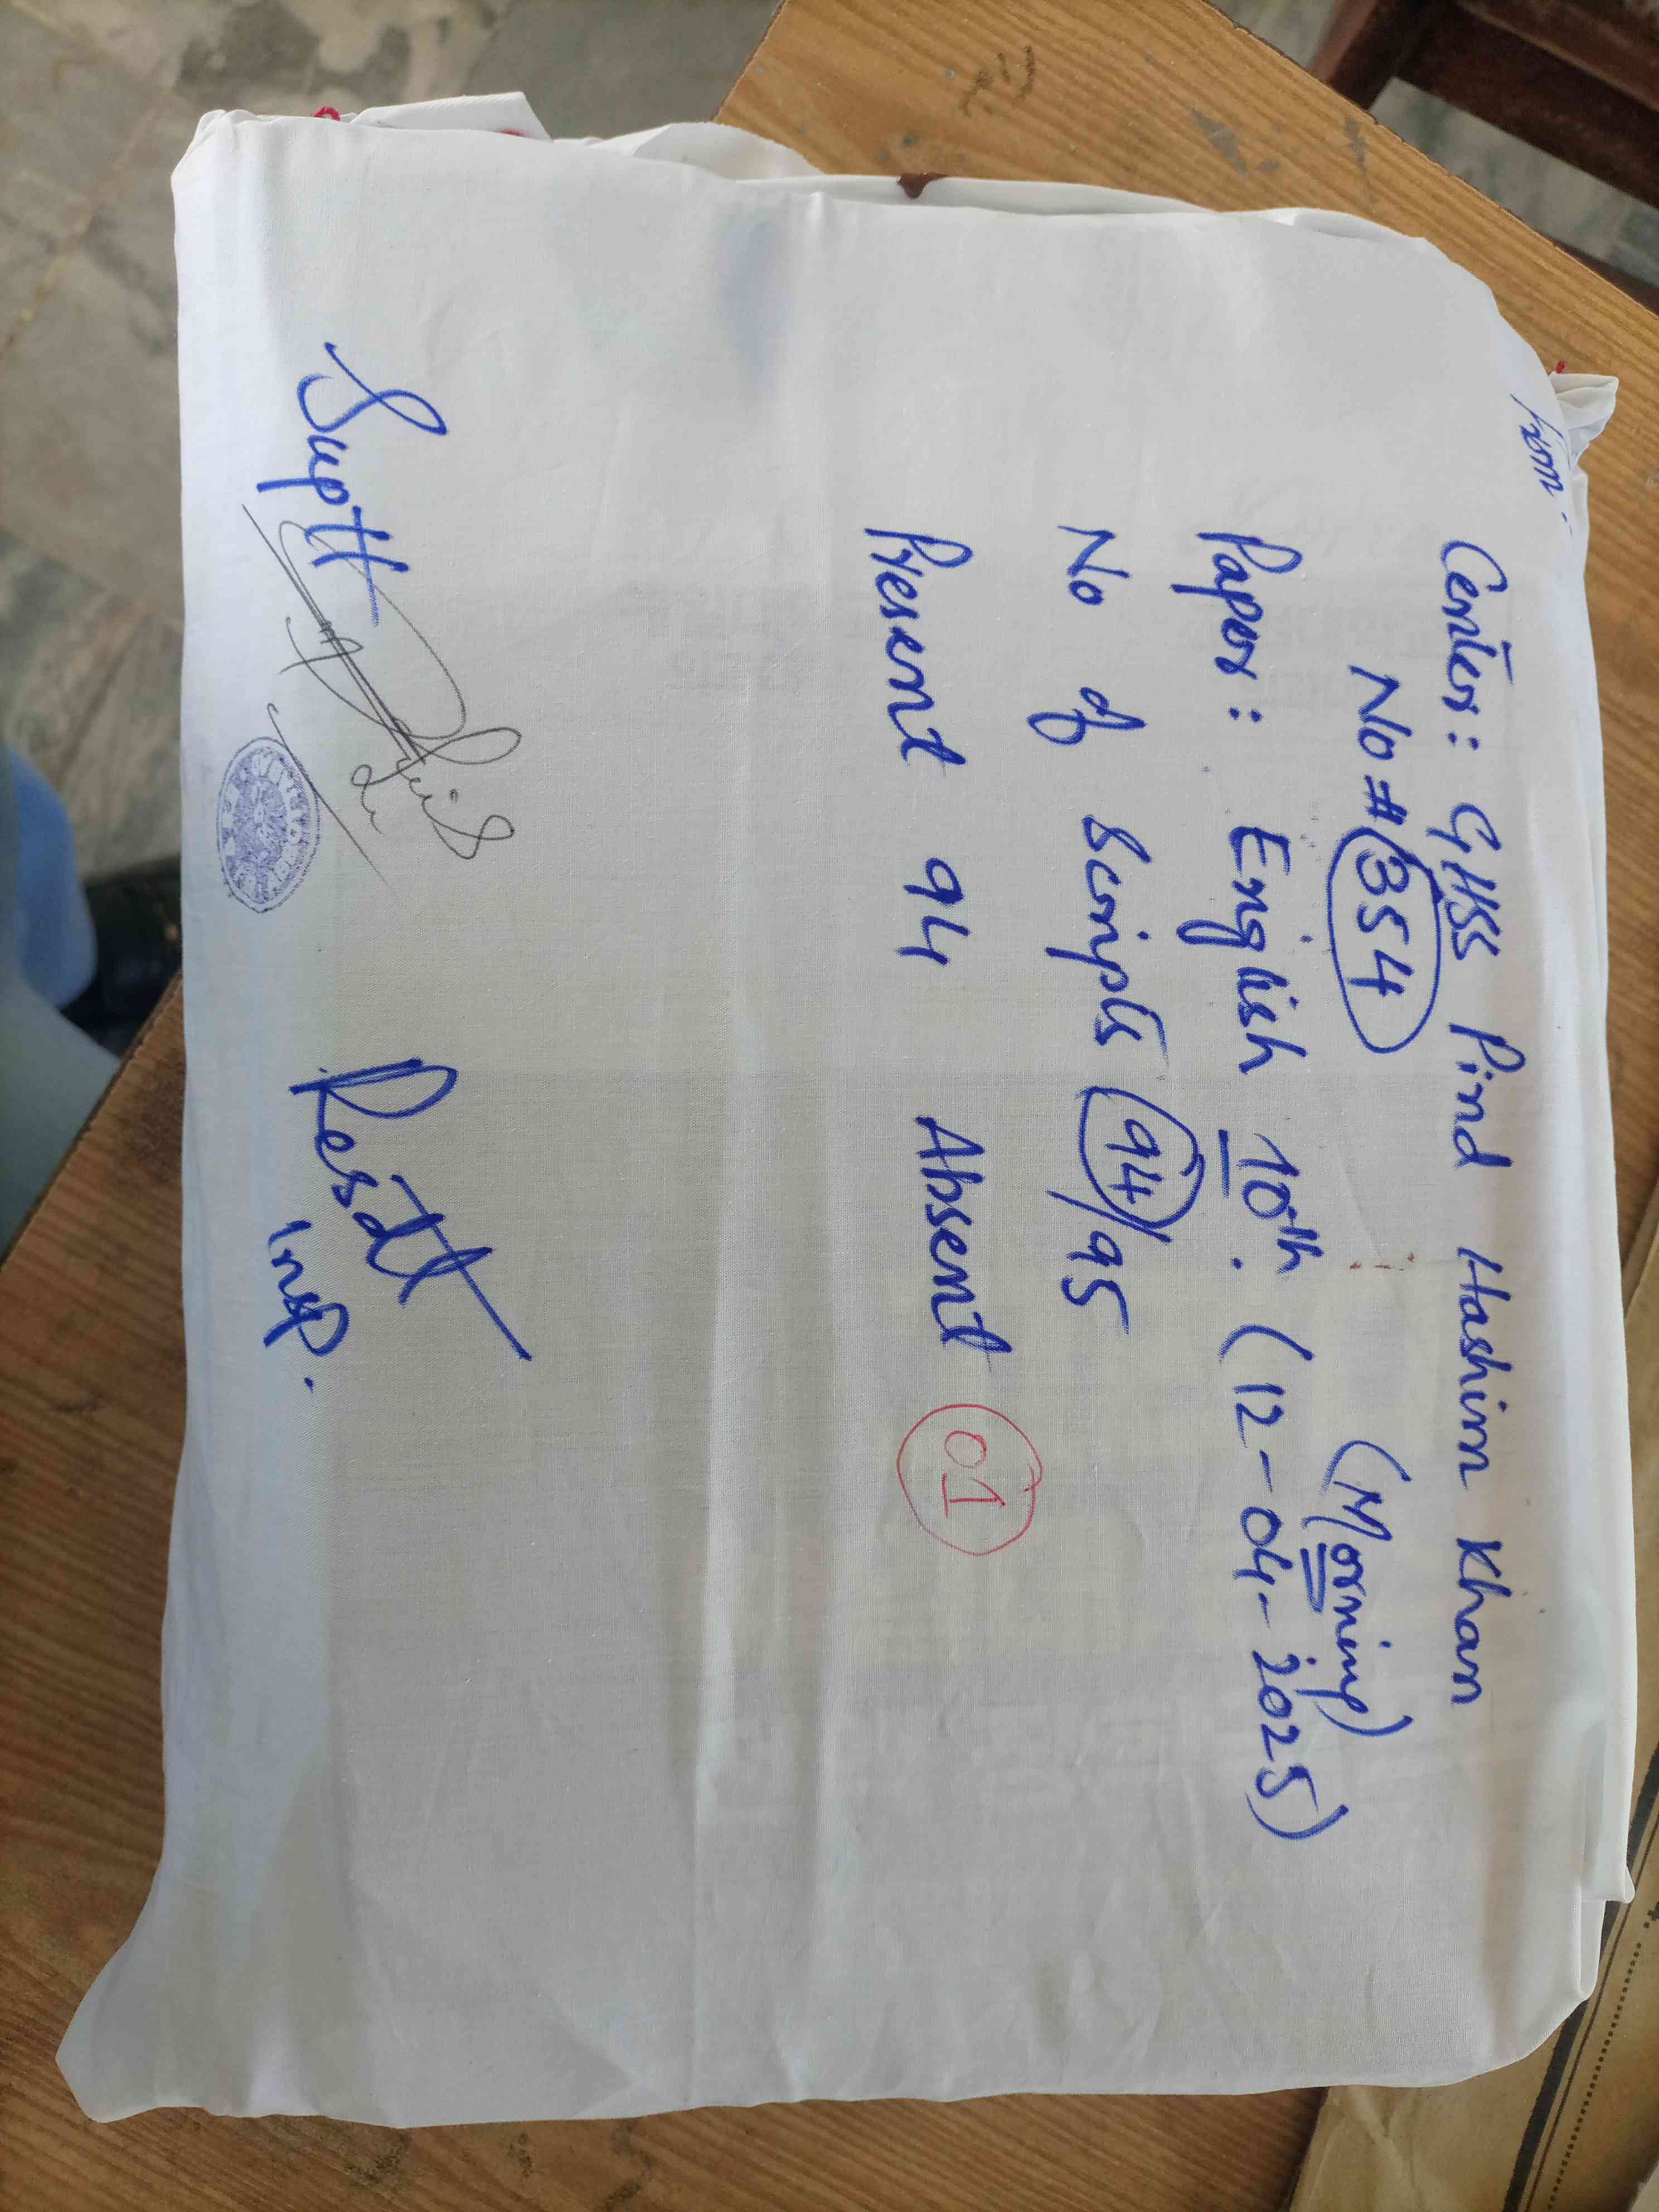 From:
Center: GHSS Pind Hashim Khan
No # 354 (Morning)
Paper: English 10th. (12-04-2025)
No of Scripts 94/95
Present 94 Absent 01
Suptt Resdt
Insp.